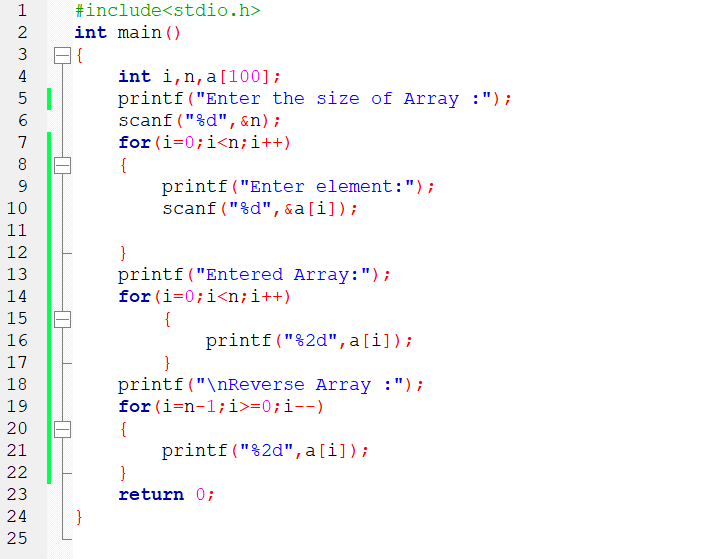 1 #include<stdio.h>
2 int main()
3 {
4 int i,n,a[100];
5 printf("Enter the size of Array :");
6 scanf("%d",&n);
7 for(i=0;i<n;i++)
8 {
9 printf("Enter element:");
10 scanf("%d",&a[i]);
11
12 }
13 printf("Entered Array:");
14 for(i=0;i<n;i++)
15 {
16 printf("%2d",a[i]);
17 }
18 printf("\nReverse Array :");
19 for(i=n-1;i>=0;i--)
20 {
21 printf("%2d",a[i]);
22 }
23 return 0;
24 }
25